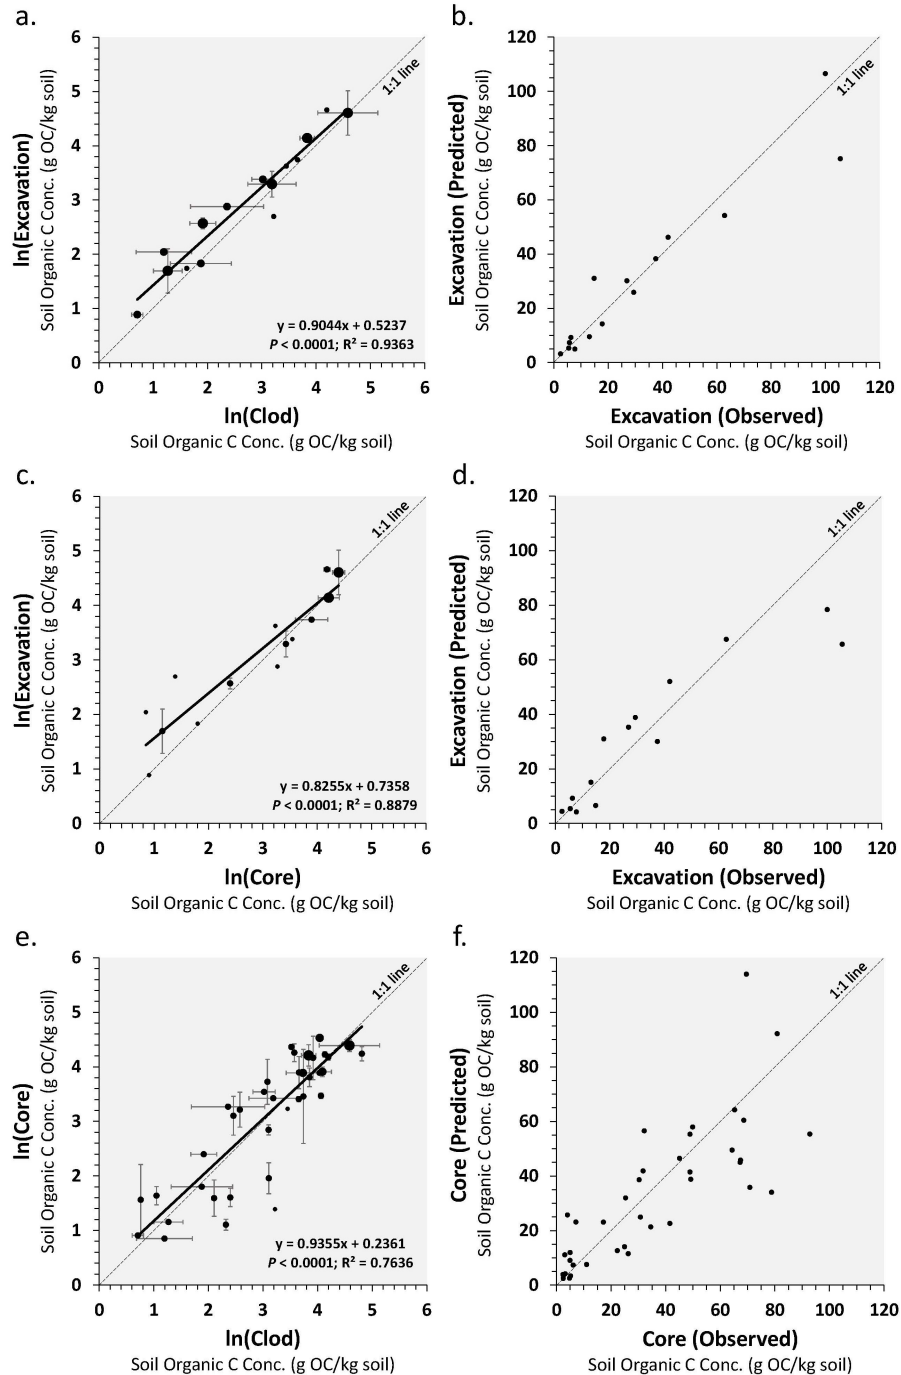 a.
ln(Excavation)
Soil Organic C Conc. (g OC/kg soil)
6
5
4
3
2
1
0
1:1 line
y = 0.9044x + 0.5237
P < 0.0001; R² = 0.9363
0 1 2 3 4 5 6
ln(Clod)
Soil Organic C Conc. (g OC/kg soil)
b.
Excavation (Predicted)
Soil Organic C Conc. (g OC/kg soil)
120
100
80
60
40
20
0
1:1 line
0 20 40 60 80 100 120
Excavation (Observed)
Soil Organic C Conc. (g OC/kg soil)
c.
ln(Excavation)
Soil Organic C Conc. (g OC/kg soil)
6
5
4
3
2
1
0
1:1 line
y = 0.8255x + 0.7358
P < 0.0001; R² = 0.8879
0 1 2 3 4 5 6
ln(Core)
Soil Organic C Conc. (g OC/kg soil)
d.
Excavation (Predicted)
Soil Organic C Conc. (g OC/kg soil)
120
100
80
60
40
20
0
1:1 line
0 20 40 60 80 100 120
Excavation (Observed)
Soil Organic C Conc. (g OC/kg soil)
e.
ln(Core)
Soil Organic C Conc. (g OC/kg soil)
6
5
4
3
2
1
0
1:1 line
y = 0.9355x + 0.2361
P < 0.0001; R² = 0.7636
0 1 2 3 4 5 6
ln(Clod)
Soil Organic C Conc. (g OC/kg soil)
f.
Core (Predicted)
Soil Organic C Conc. (g OC/kg soil)
120
100
80
60
40
20
0
1:1 line
0 20 40 60 80 100 120
Core (Observed)
Soil Organic C Conc. (g OC/kg soil)